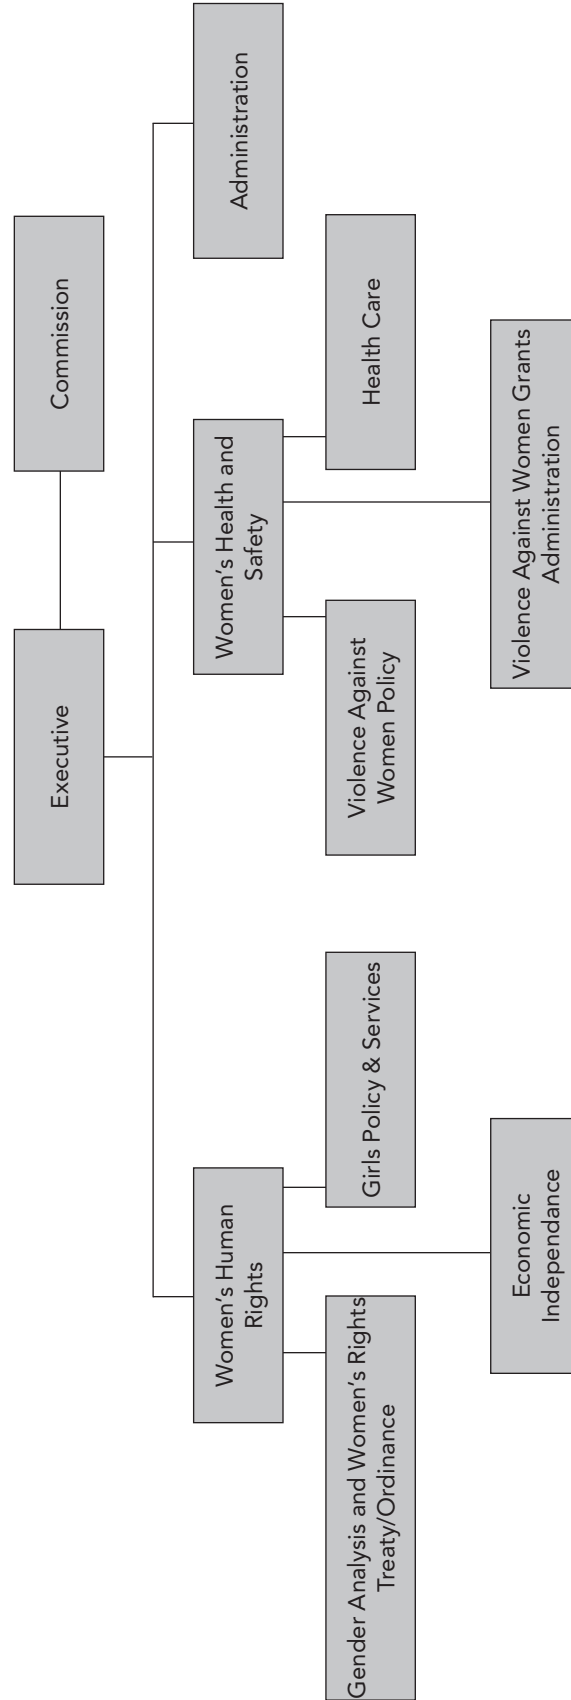 Executive
Commission
Women's Human
Rights
Women's Health and
Safety
Administration
Gender Analysis and Women's Rights
Treaty/Ordinance
Girls Policy & Services
Violence Against
Women Policy
Health Care
Economic
Independance
Violence Against Women Grants
Administration